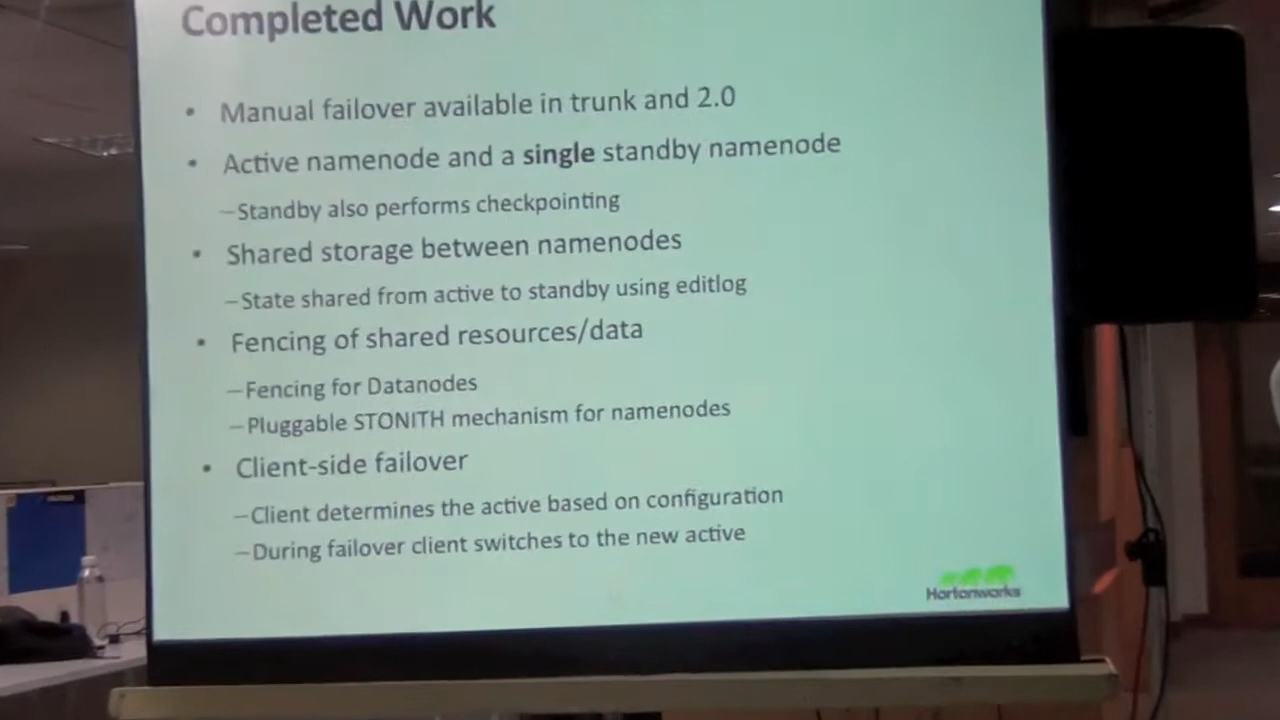 Completed Work
• Manual failover available in trunk and 2.0
• Active namenode and a single standby namenode
–Standby also performs checkpointing
• Shared storage between namenodes
–State shared from active to standby using editlog
• Fencing of shared resources/data
–Fencing for Datanodes
–Pluggable STONITH mechanism for namenodes
• Client-side failover
–Client determines the active based on configuration
–During failover client switches to the new active
Hortonworks